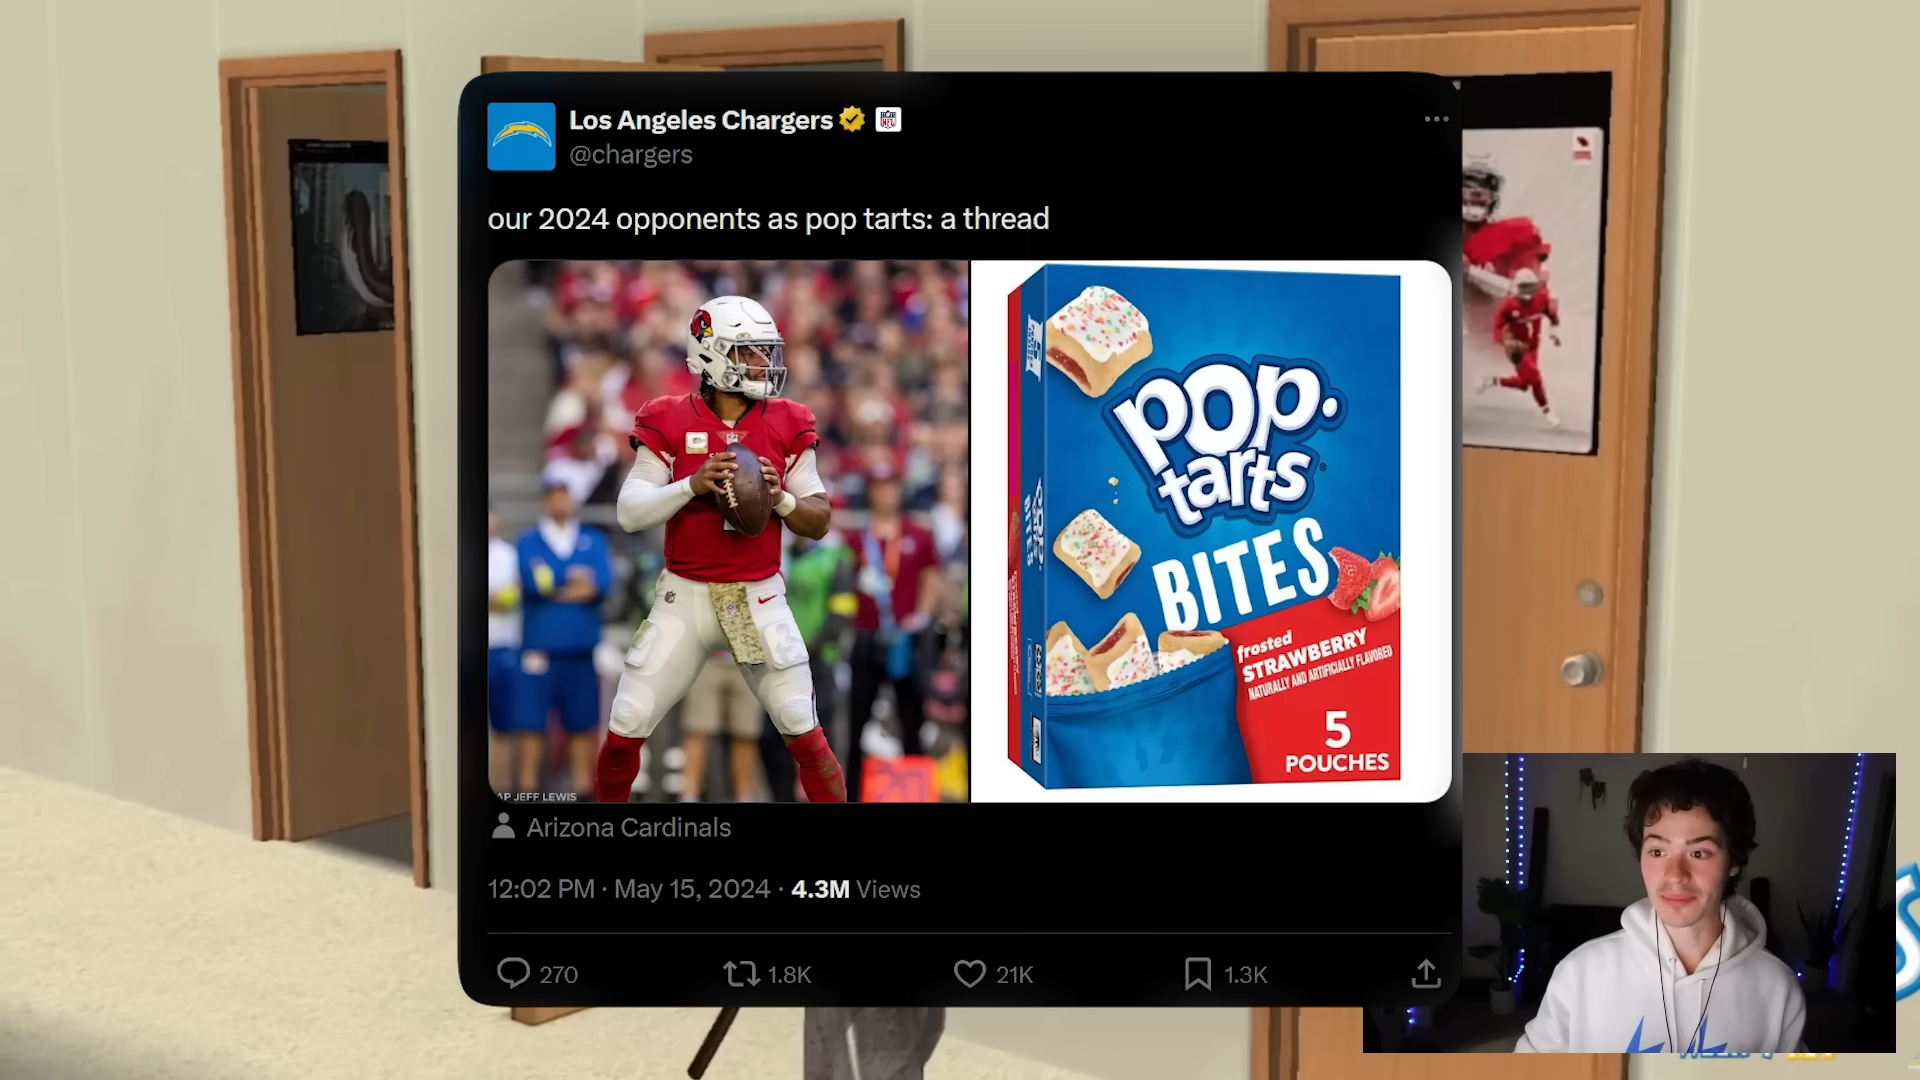 Los Angeles Chargers
@chargers
our 2024 opponents as pop tarts: a thread
pop.
tarts
BITES
frosted
STRAWBERRY
NATURALLY AND ARTIFICIALLY FLAVORED
5
POUCHES
AP JEFF LEWIS
Arizona Cardinals
12:02 PM · May 15, 2024 · 4.3M Views
270 1.8K 21K 1.3K